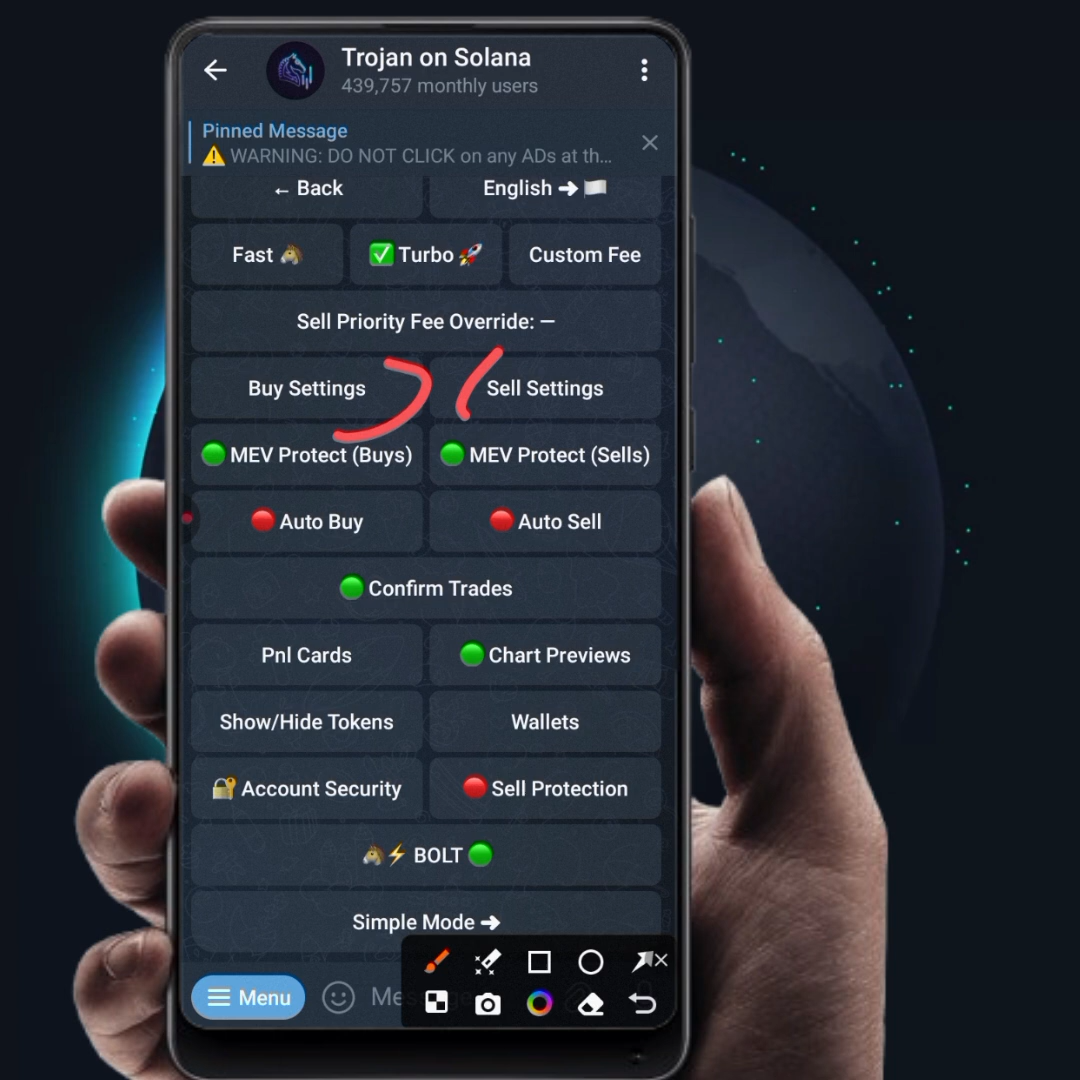 Trojan on Solana
439,757 monthly users
Pinned Message
⚠️ WARNING: DO NOT CLICK on any ADs at th...
← Back
English ➜ 🏳️
Fast 🐴
✅ Turbo 🚀
Custom Fee
Sell Priority Fee Override: —
Buy Settings
Sell Settings
🟢 MEV Protect (Buys)
🟢 MEV Protect (Sells)
🔴 Auto Buy
🔴 Auto Sell
🟢 Confirm Trades
Pnl Cards
🟢 Chart Previews
Show/Hide Tokens
Wallets
🔐 Account Security
🔴 Sell Protection
🐴⚡ BOLT 🟢
Simple Mode ➜
Menu